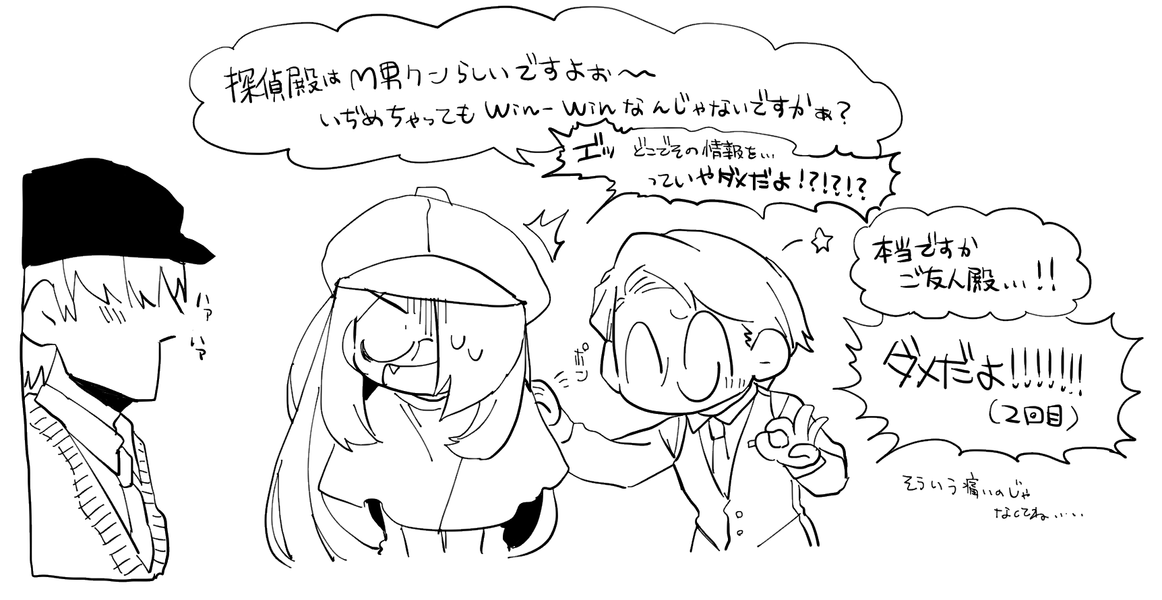 探偵殿はM男クンらしいですよぉ～
いぢめちゃってもwin-winなんじゃないですかぁ？
エッ どこでその情報を…
っていやダメだよ!?!?!?
本当ですか
ご友人殿…!!
ダメだよ!!!!!!!
(2回目)
そういう痛いのじゃ
なくてね……
ハァ
ハァ
ポン